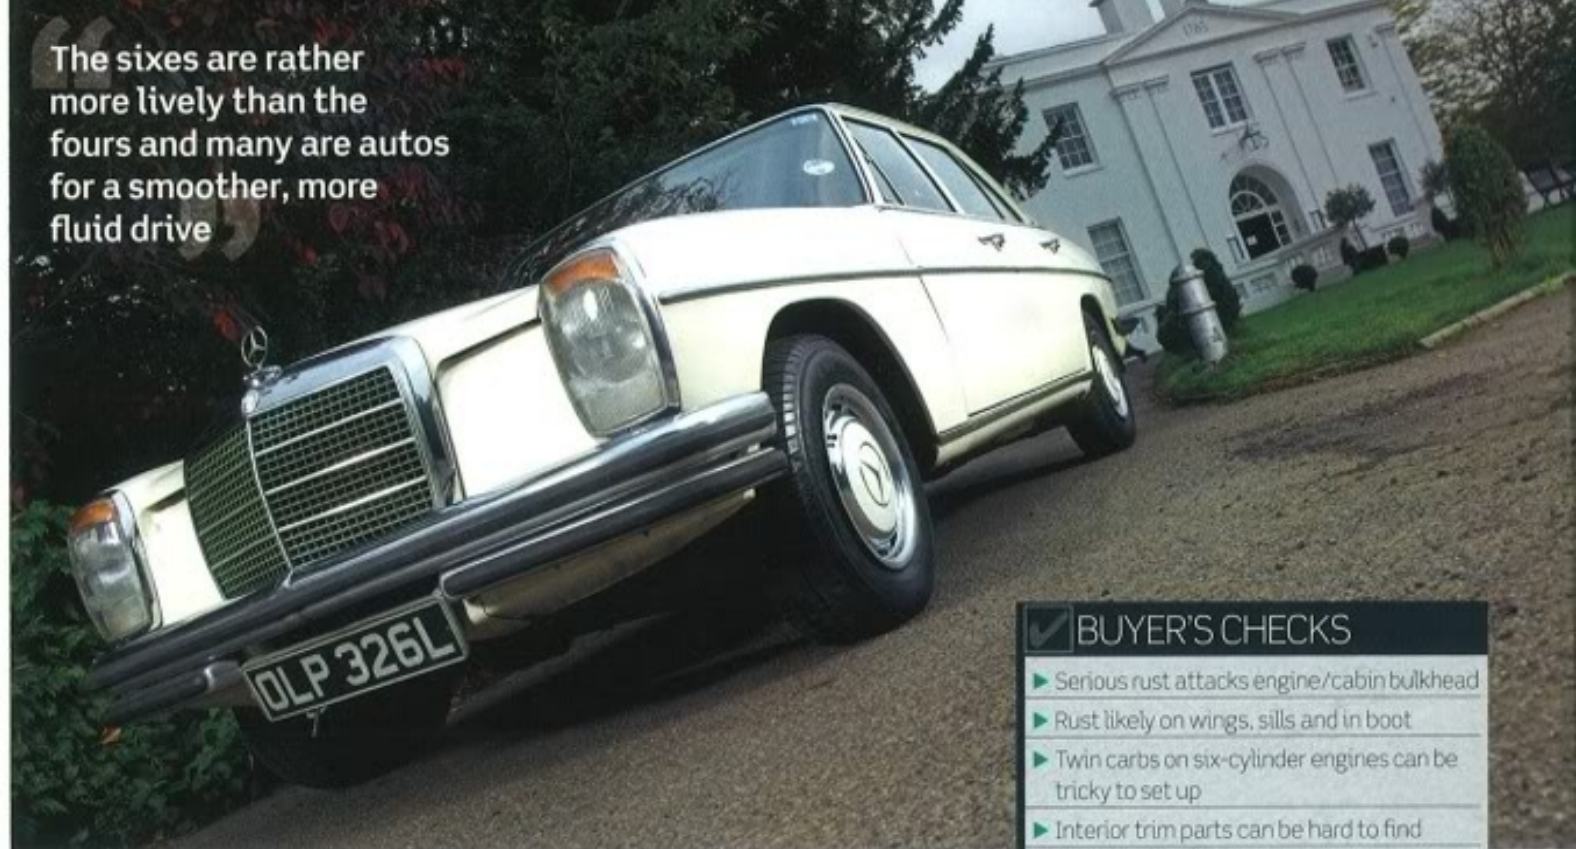 The sixes are rather
more lively than the
fours and many are autos
for a smoother, more
fluid drive
1765
OLP 326L
BUYER'S CHECKS
Serious rust attacks engine/cabin bulkhead
Rust likely on wings, sills and in boot
Twin carbs on six-cylinder engines can be
tricky to set up
Interior trim parts can be hard to find